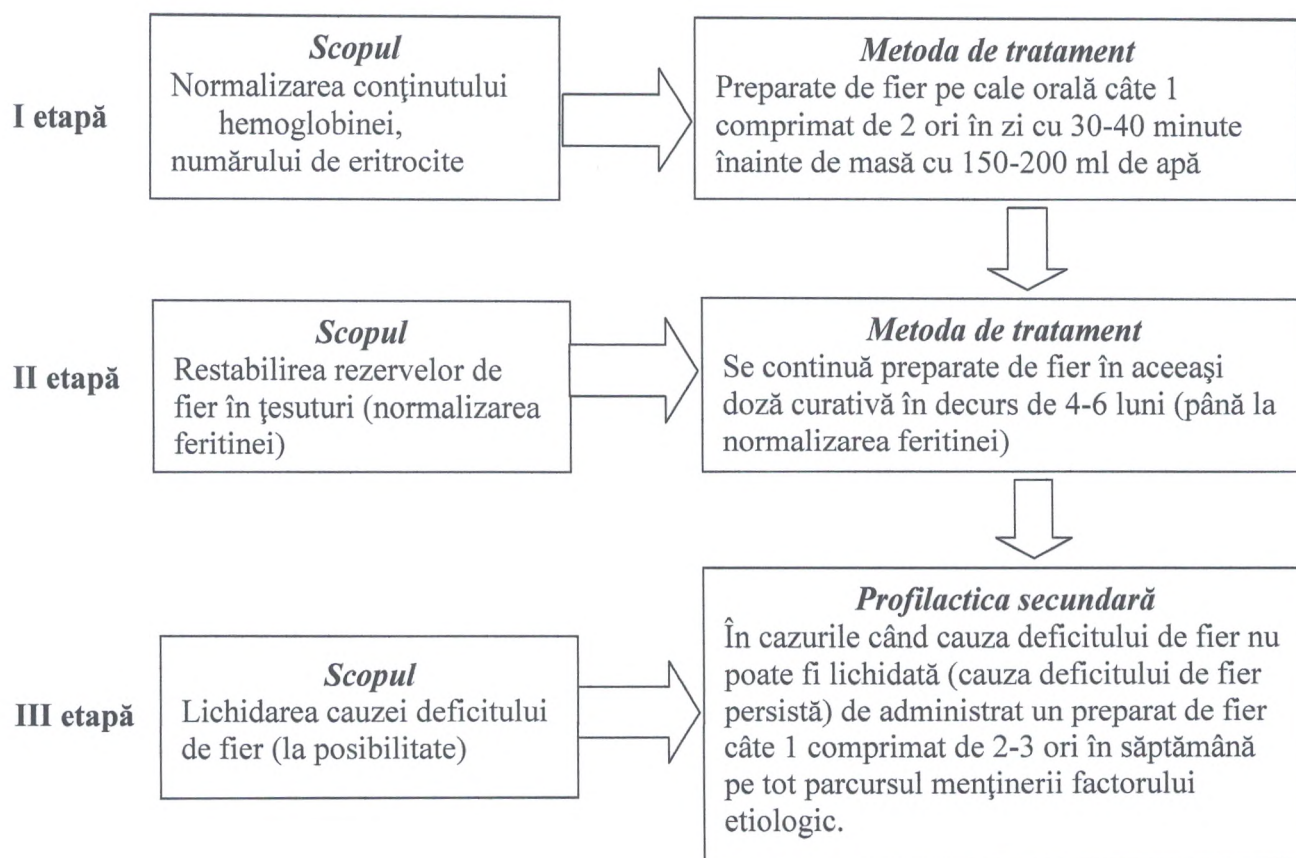 Scopul
Normalizarea conţinutului
hemoglobinei,
numărului de eritrocite
I etapă
Metoda de tratament
Preparate de fier pe cale orală câte 1
comprimat de 2 ori în zi cu 30-40 minute
înainte de masă cu 150-200 ml de apă
Scopul
Restabilirea rezervelor de
fier în ţesuturi (normalizarea
feritinei)
II etapă
Metoda de tratament
Se continuă preparate de fier în aceeaşi
doză curativă în decurs de 4-6 luni (până la
normalizarea feritinei)
Scopul
Lichidarea cauzei deficitului
de fier (la posibilitate)
III etapă
Profilactica secundară
În cazurile când cauza deficitului de fier nu
poate fi lichidată (cauza deficitului de fier
persistă) de administrat un preparat de fier
câte 1 comprimat de 2-3 ori în săptămână
pe tot parcursul menţinerii factorului
etiologic.